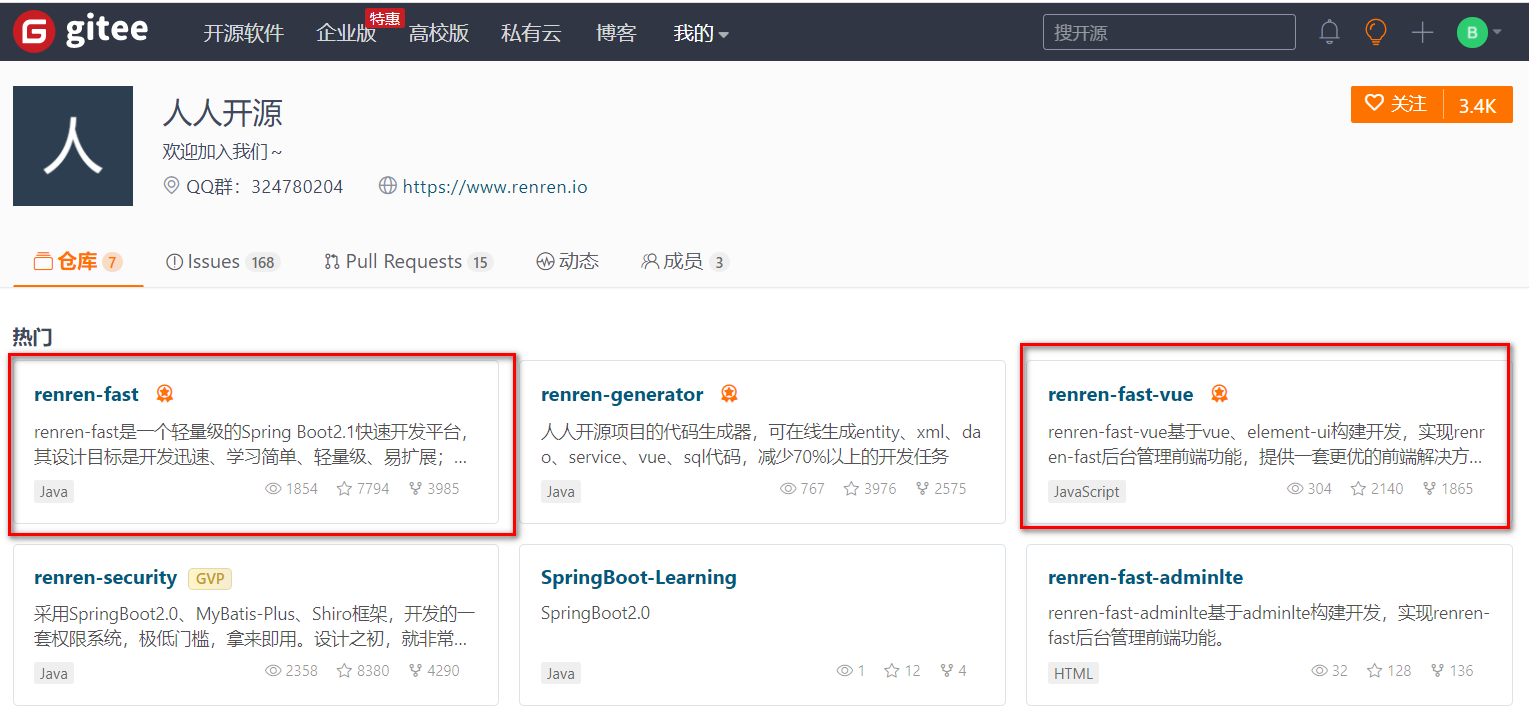 gitee
开源软件 企业版 特惠 高校版 私有云 博客 我的 搜开源 B
人
人人开源
关注 3.4K
欢迎加入我们～
QQ群：324780204 https://www.renren.io
仓库 7 Issues 168 Pull Requests 15 动态 成员 3
热门
renren-fast
renren-fast是一个轻量级的Spring Boot2.1快速开发平台，
其设计目标是开发迅速、学习简单、轻量级、易扩展；...
Java 1854 7794 3985
renren-generator
人人开源项目的代码生成器，可在线生成entity、xml、da
o、service、vue、sql代码，减少70%以上的开发任务
Java 767 3976 2575
renren-fast-vue
renren-fast-vue基于vue、element-ui构建开发，实现renr
en-fast后台管理前端功能，提供一套更优的前端解决方...
JavaScript 304 2140 1865
renren-security GVP
采用SpringBoot2.0、MyBatis-Plus、Shiro框架，开发的一
套权限系统，极低门槛，拿来即用。设计之初，就非常...
Java 2358 8380 4290
SpringBoot-Learning
SpringBoot2.0
Java 1 12 4
renren-fast-adminlte
renren-fast-adminlte基于adminlte构建开发，实现renren-
fast后台管理前端功能。
HTML 32 128 136